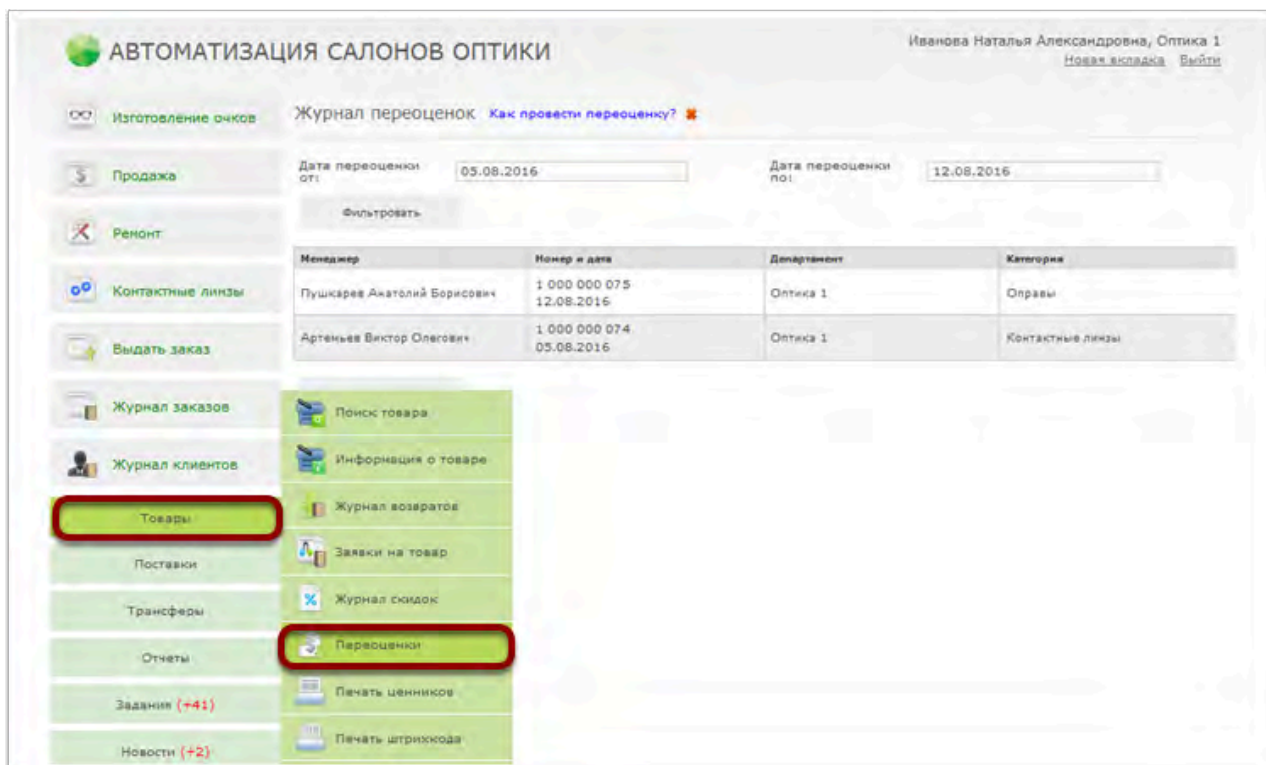 АВТОМАТИЗАЦИЯ САЛОНОВ ОПТИКИ
Иванова Наталья Александровна, Оптика 1
Новая вкладка Выйти
Изготовление очков
Продажа
Ремонт
Контактные линзы
Выдать заказ
Журнал заказов
Журнал клиентов
Товары
Поставки
Трансферы
Отчеты
Задания (+41)
Новости (+2)
Журнал переоценок Как провести переоценку?
Дата переоценки
от:
05.08.2016
Дата переоценки
по:
12.08.2016
Фильтровать
Менеджер Номер и дата Департамент Категория
Пушкарев Анатолий Борисович 1 000 000 075 Оптика 1 Оправы
12.08.2016
Артемьев Виктор Олегович 1 000 000 074 Оптика 1 Контактные линзы
05.08.2016
Поиск товара
Информация о товаре
Журнал возвратов
Заявки на товар
Журнал скидок
Переоценки
Печать ценников
Печать штрихкода